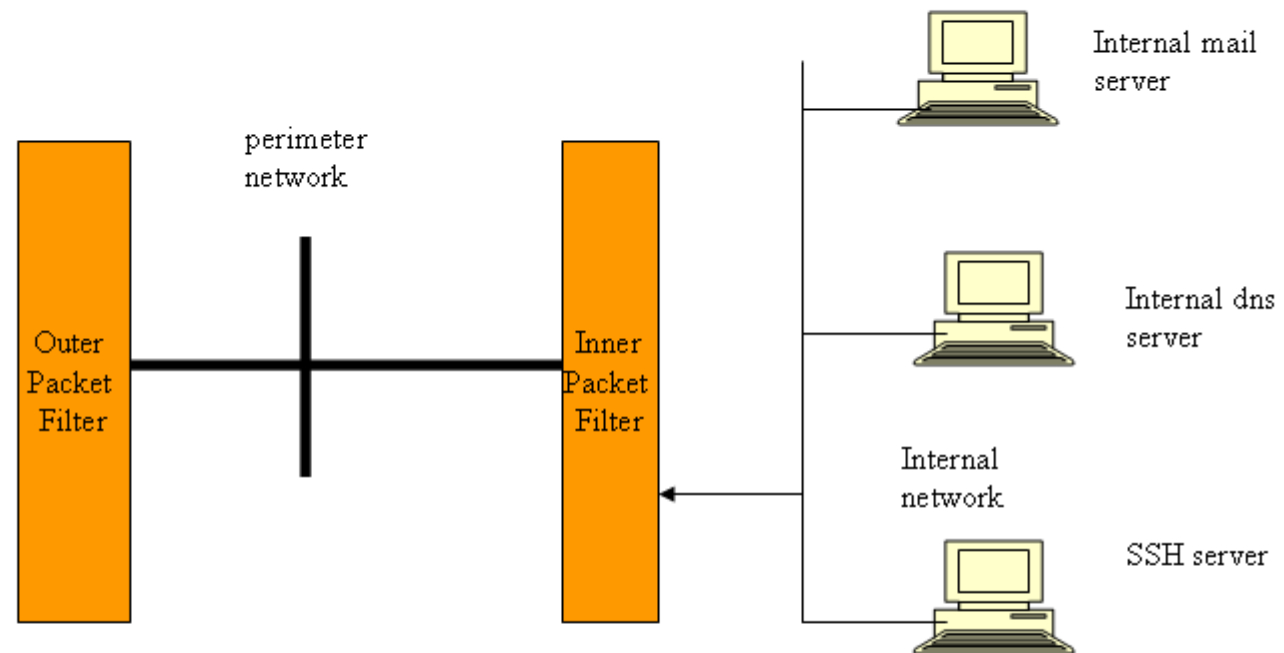 Internal mail
server
perimeter
network
Internal dns
server
Outer
Packet
Filter
Inner
Packet
Filter
Internal
network
SSH server